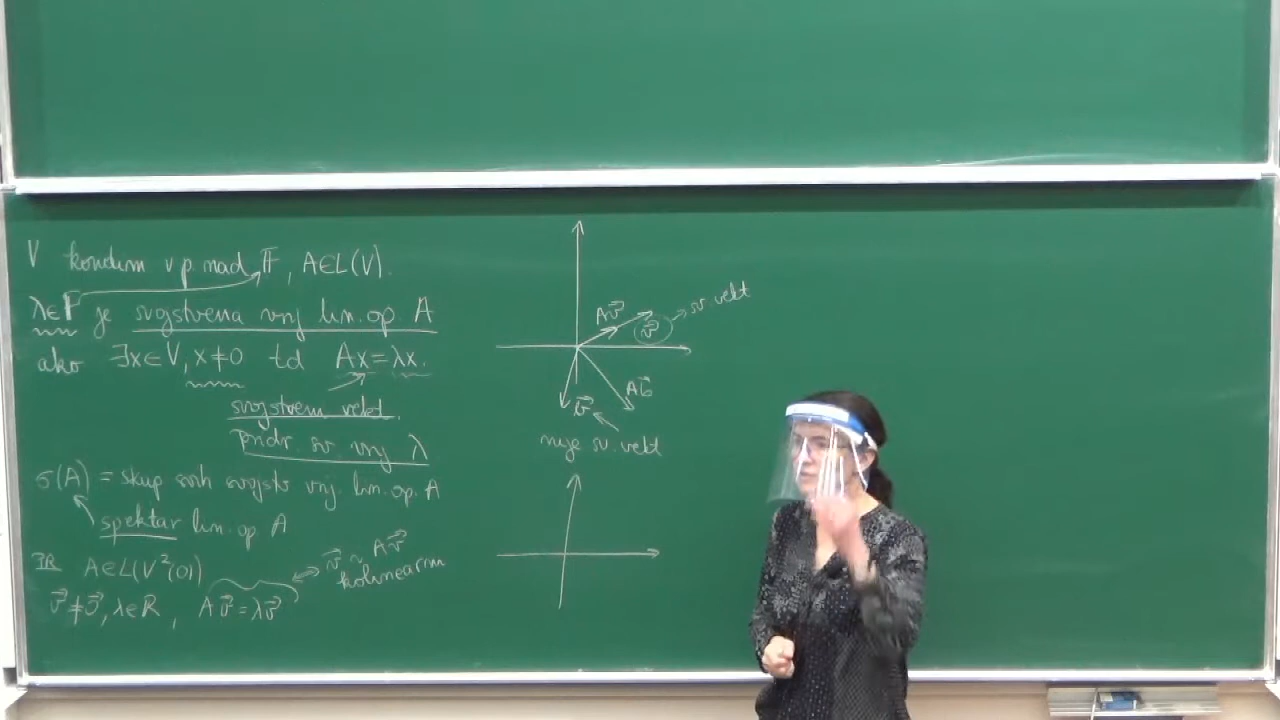 V kondim v.p. nad F, A∈L(V).
λ∈F je svojstvena vrij lin. op. A
ako ∃x∈V, x≠0 td Ax=λx.
svojstveni vekt.
pridr sv. vrij λ
σ(A) = skup svih svojstv vrij. lin. op. A
spektar lin. op A
PR A∈L(V²(0))
v⃗≠0⃗, λ∈R, Av⃗=λv⃗
v⃗ ~ Av⃗
kolinearni
Av⃗
v⃗ → sv. vekt
Ab⃗
b⃗
nije sv. vekt